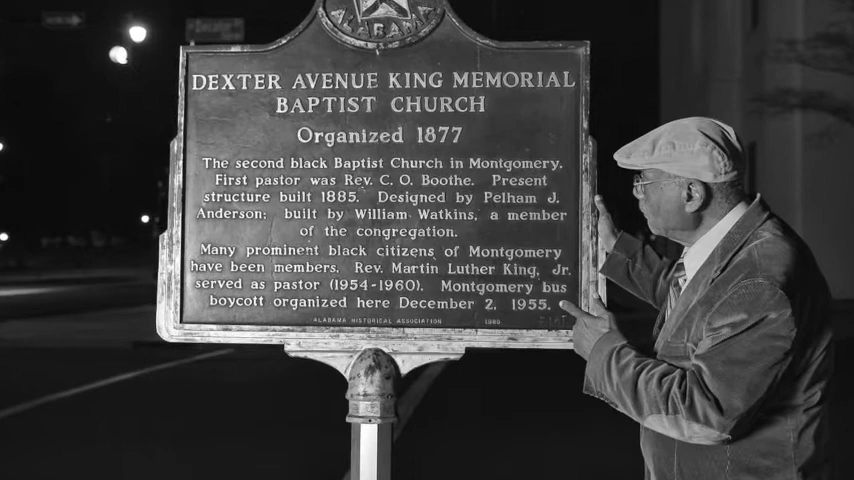 ALABAMA
DEXTER AVENUE KING MEMORIAL
BAPTIST CHURCH
Organized 1877
The second black Baptist Church in Montgomery.
First pastor was Rev. C. O. Boothe. Present
structure built 1885. Designed by Pelham J.
Anderson; built by William Watkins, a member
of the congregation.
Many prominent black citizens of Montgomery
have been members. Rev. Martin Luther King, Jr.
served as pastor (1954-1960). Montgomery bus
boycott organized here December 2, 1955.
ALABAMA HISTORICAL ASSOCIATION